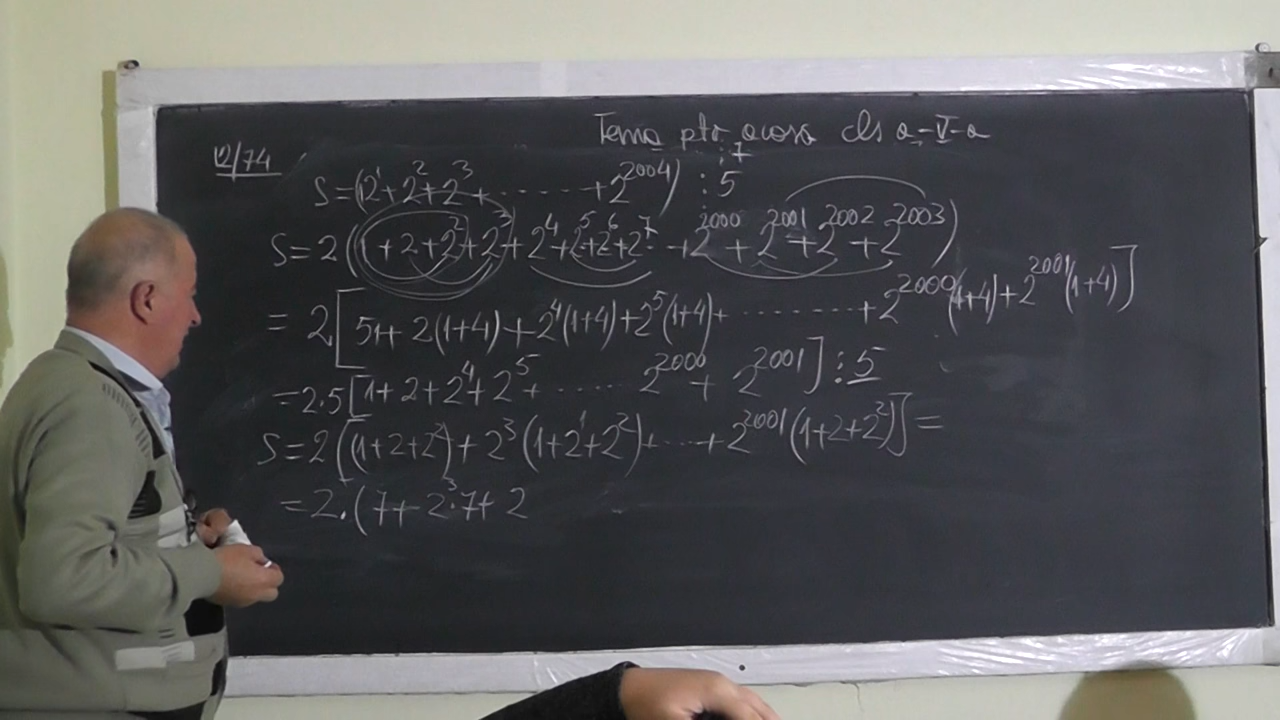 Tema ptr acasa cls a-V-a
12/74
⋮7
S=(2¹+2²+2³+.......+2²⁰⁰⁴) ⋮5
S=2(1+2+2²+2³+2⁴+2⁵+2⁶+2⁷..+2²⁰⁰⁰+2²⁰⁰¹+2²⁰⁰²+2²⁰⁰³)
=2[51+2(1+4)+2⁴(1+4)+2⁵(1+4)+.........+2²⁰⁰⁰(1+4)+2²⁰⁰¹(1+4)]
=2.5[1+2+2⁴+2⁵+......2²⁰⁰⁰+2²⁰⁰¹]⋮5
S=2((1+2+2²)+2³(1+2¹+2²)+....+2²⁰⁰¹(1+2+2²)]=
=2.(7+2³.7+2